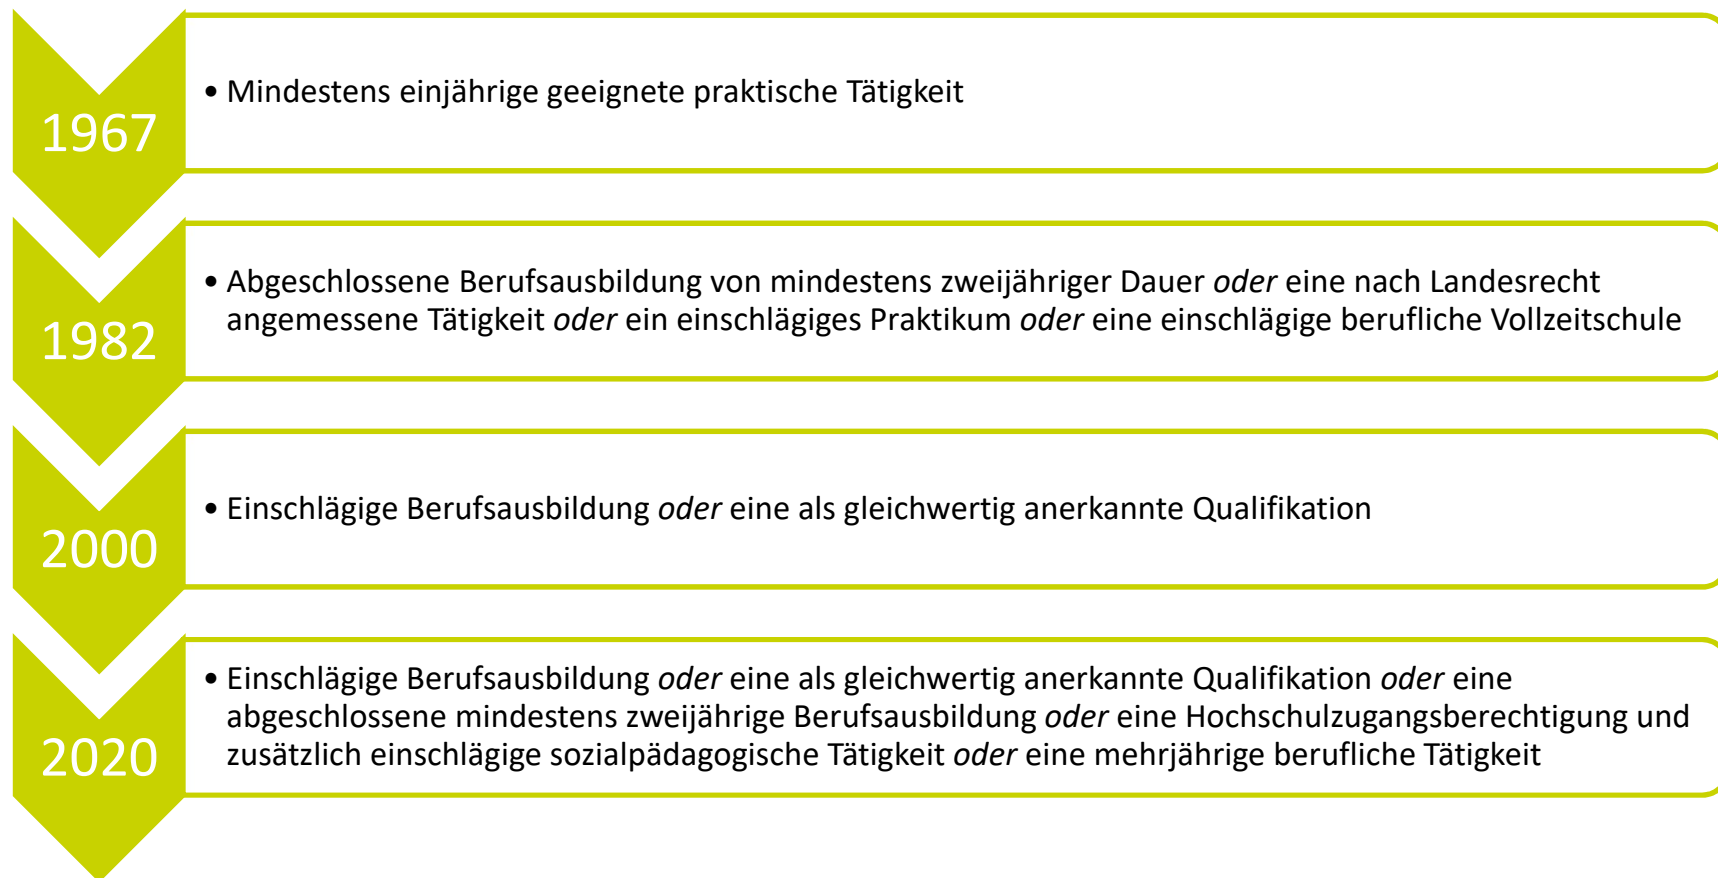 1967
• Mindestens einjährige geeignete praktische Tätigkeit
1982
• Abgeschlossene Berufsausbildung von mindestens zweijähriger Dauer oder eine nach Landesrecht
angemessene Tätigkeit oder ein einschlägiges Praktikum oder eine einschlägige berufliche Vollzeitschule
2000
• Einschlägige Berufsausbildung oder eine als gleichwertig anerkannte Qualifikation
2020
• Einschlägige Berufsausbildung oder eine als gleichwertig anerkannte Qualifikation oder eine
abgeschlossene mindestens zweijährige Berufsausbildung oder eine Hochschulzugangsberechtigung und
zusätzlich einschlägige sozialpädagogische Tätigkeit oder eine mehrjährige berufliche Tätigkeit